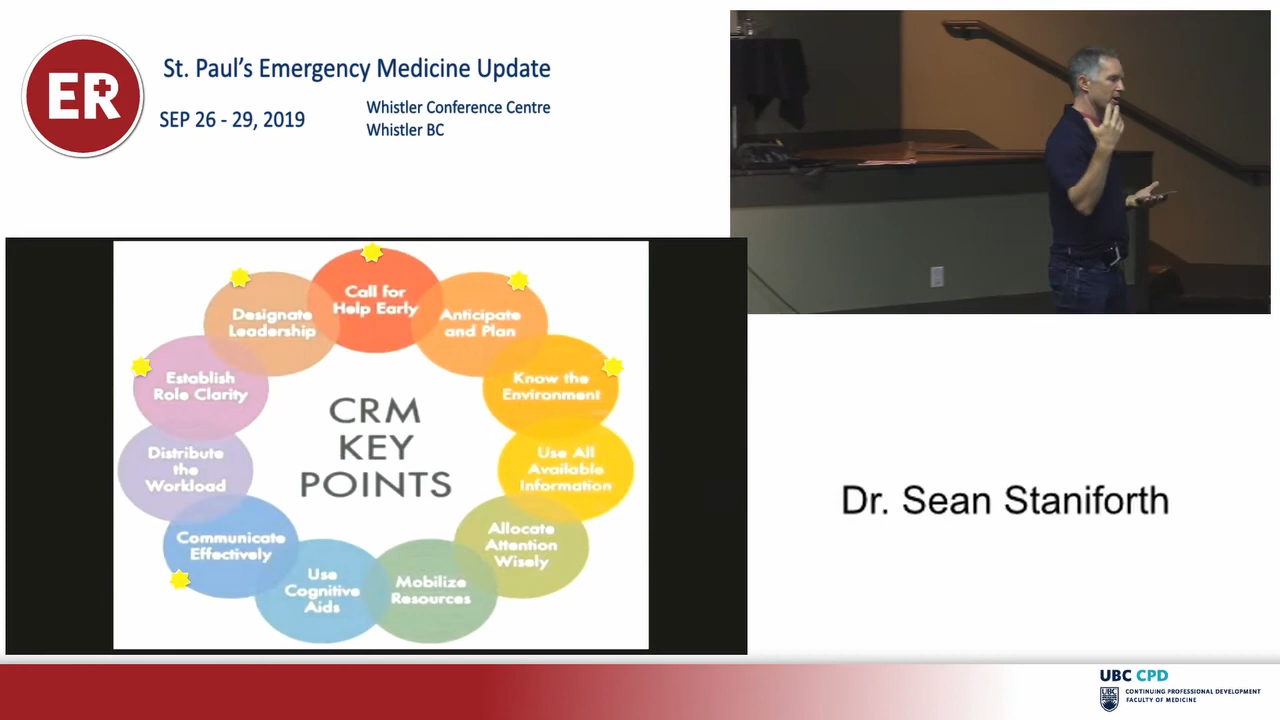 ER
St. Paul's Emergency Medicine Update
SEP 26 - 29, 2019
Whistler Conference Centre
Whistler BC
CRM
KEY
POINTS
Call for
Help Early
Anticipate
and Plan
Know the
Environment
Use All
Available
Information
Allocate
Attention
Wisely
Mobilize
Resources
Use
Cognitive
Aids
Communicate
Effectively
Distribute
the
Workload
Establish
Role Clarity
Designate
Leadership
Dr. Sean Staniforth
UBC CPD
UBC
CONTINUING PROFESSIONAL DEVELOPMENT
FACULTY OF MEDICINE